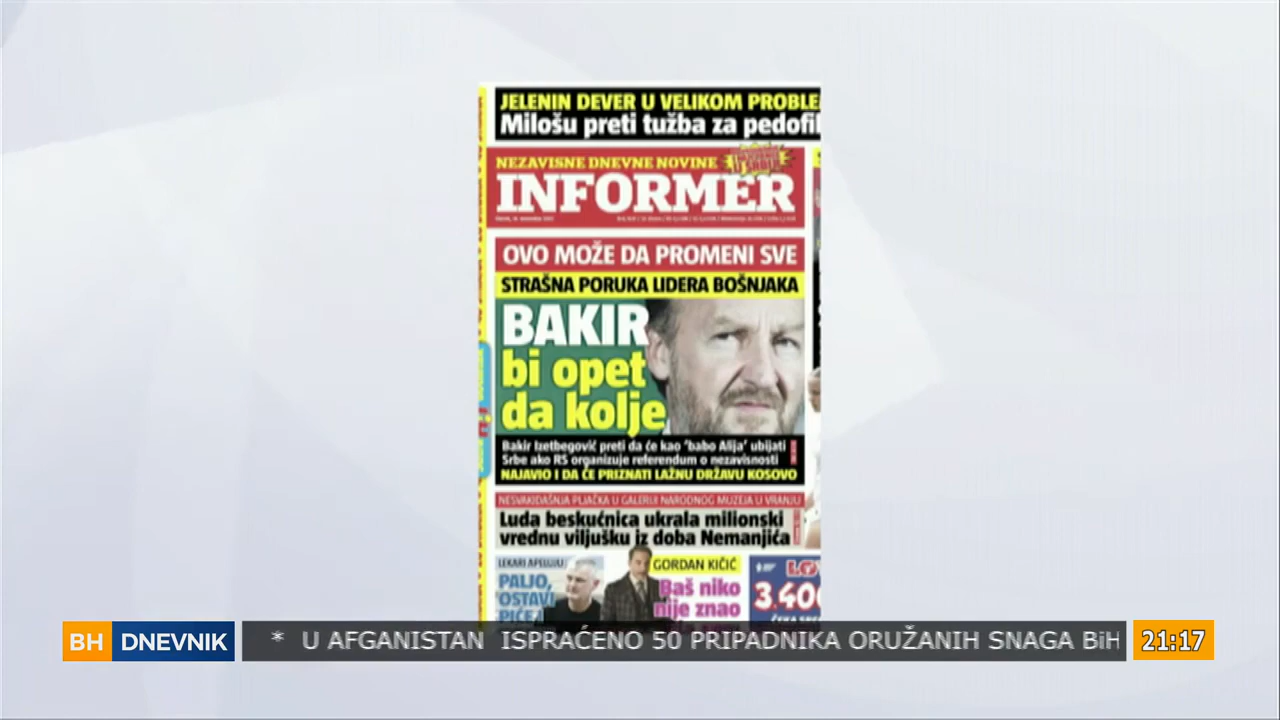 JELENIN DEVER U VELIKOM PROBLE
Milošu preti tužba za pedofil
NEZAVISNE DNEVNE NOVINE
INFORMER
OVO MOŽE DA PROMENI SVE
STRAŠNA PORUKA LIDERA BOŠNJAKA
BAKIR
bi opet
da kolje
Bakir Izetbegović preti da će kao 'babo Alija' ubijati
Srbe ako RS organizuje referendum o nezavisnosti
NAJAVIO I DA ĆE PRIZNATI LAŽNU DRŽAVU KOSOVO
NESVAKIDAŠNJA PLJAČKA U GALERIJI NARODNOG MUZEJA U VRANJU
Luda beskućnica ukrala milionski
vrednu viljušku iz doba Nemanjića
LEKARI APELUJU
PALJO,
OSTAVI
PIĆE
GORDAN KIČIĆ
Baš niko
nije znao
3.400
BH DNEVNIK
* U AFGANISTAN ISPRAĆENO 50 PRIPADNIKA ORUŽANIH SNAGA BiH
21:17